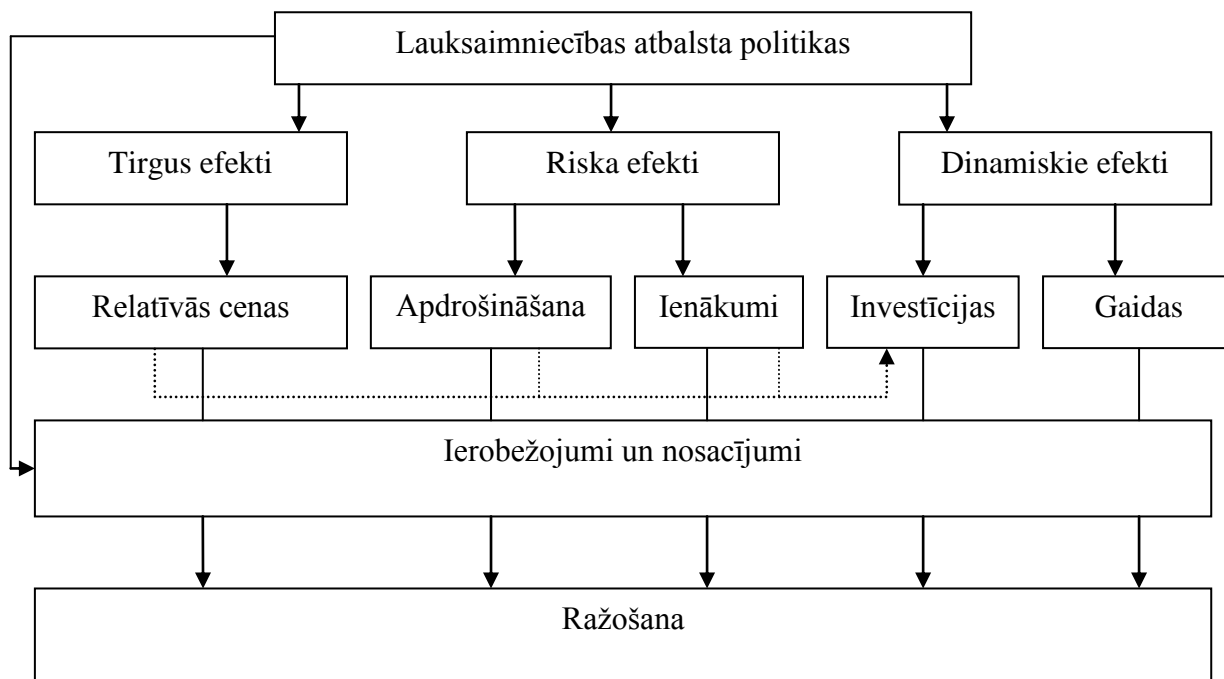 Lauksaimniecības atbalsta politikas
Tirgus efekti
Riska efekti
Dinamiskie efekti
Relatīvās cenas
Apdrošināšana
Ienākumi
Investīcijas
Gaidas
Ierobežojumi un nosacījumi
Ražošana